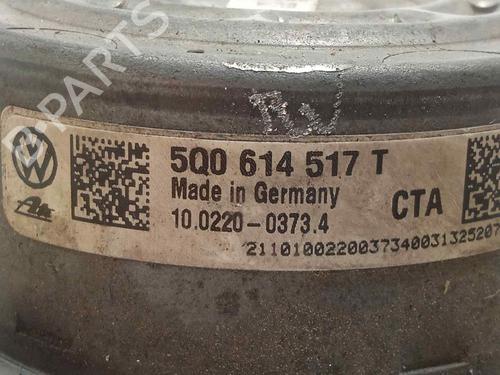 B-PARTS
5Q0 614 517 T
Made in Germany
CTA
10.0220-0373.4
2110100220037340031325207